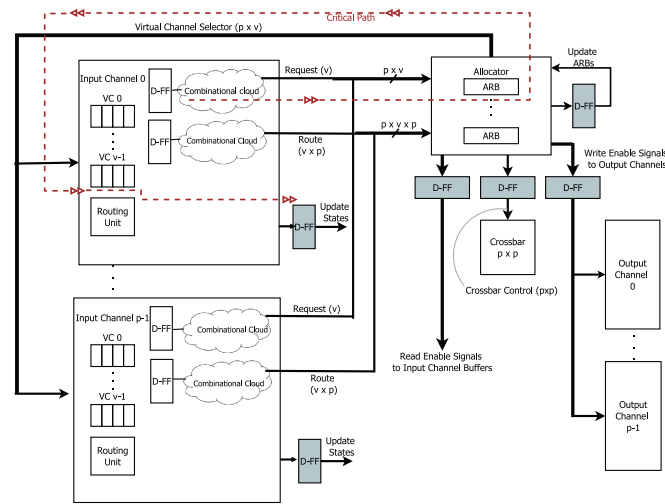 Critical Path
Virtual Channel Selector (p x v)
Input Channel 0
D-FF
Combinational cloud
VC 0
D-FF
Combinational Cloud
VC v-1
Routing
Unit
Request (v)
Route
(v x p)
D-FF
Update
States
p x v
p x v x p
Allocator
ARB
ARB
Update
ARBs
D-FF
Write Enable Signals
to Output Channels
D-FF
D-FF
D-FF
Crossbar
p x p
Crossbar Control (pxp)
Output
Channel
0
Read Enable Signals
to Input Channel Buffers
Output
Channel
p-1
Input Channel p-1
D-FF
Combinational Cloud
VC 0
D-FF
Combinational Cloud
VC v-1
Routing
Unit
Request (v)
Route
(v x p)
D-FF
Update
States